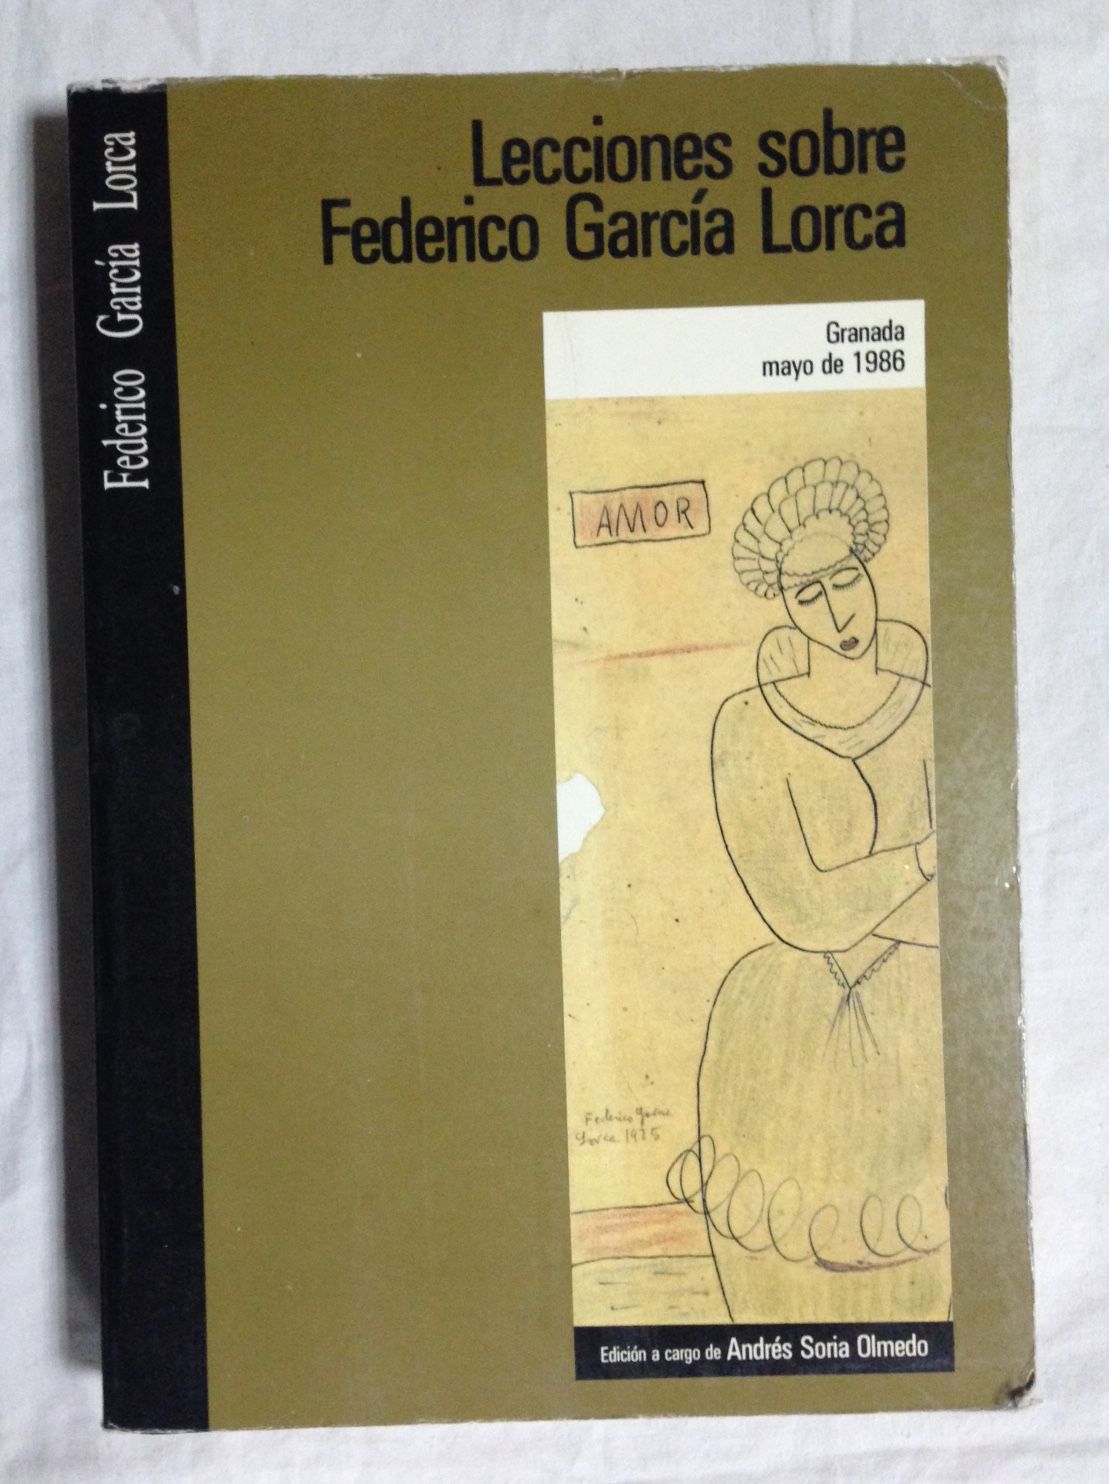 Federico García Lorca
Lecciones sobre
Federico García Lorca
Granada
mayo de 1986
AMOR
Federico García
Lorca 1925
Edición a cargo de Andrés Soria Olmedo